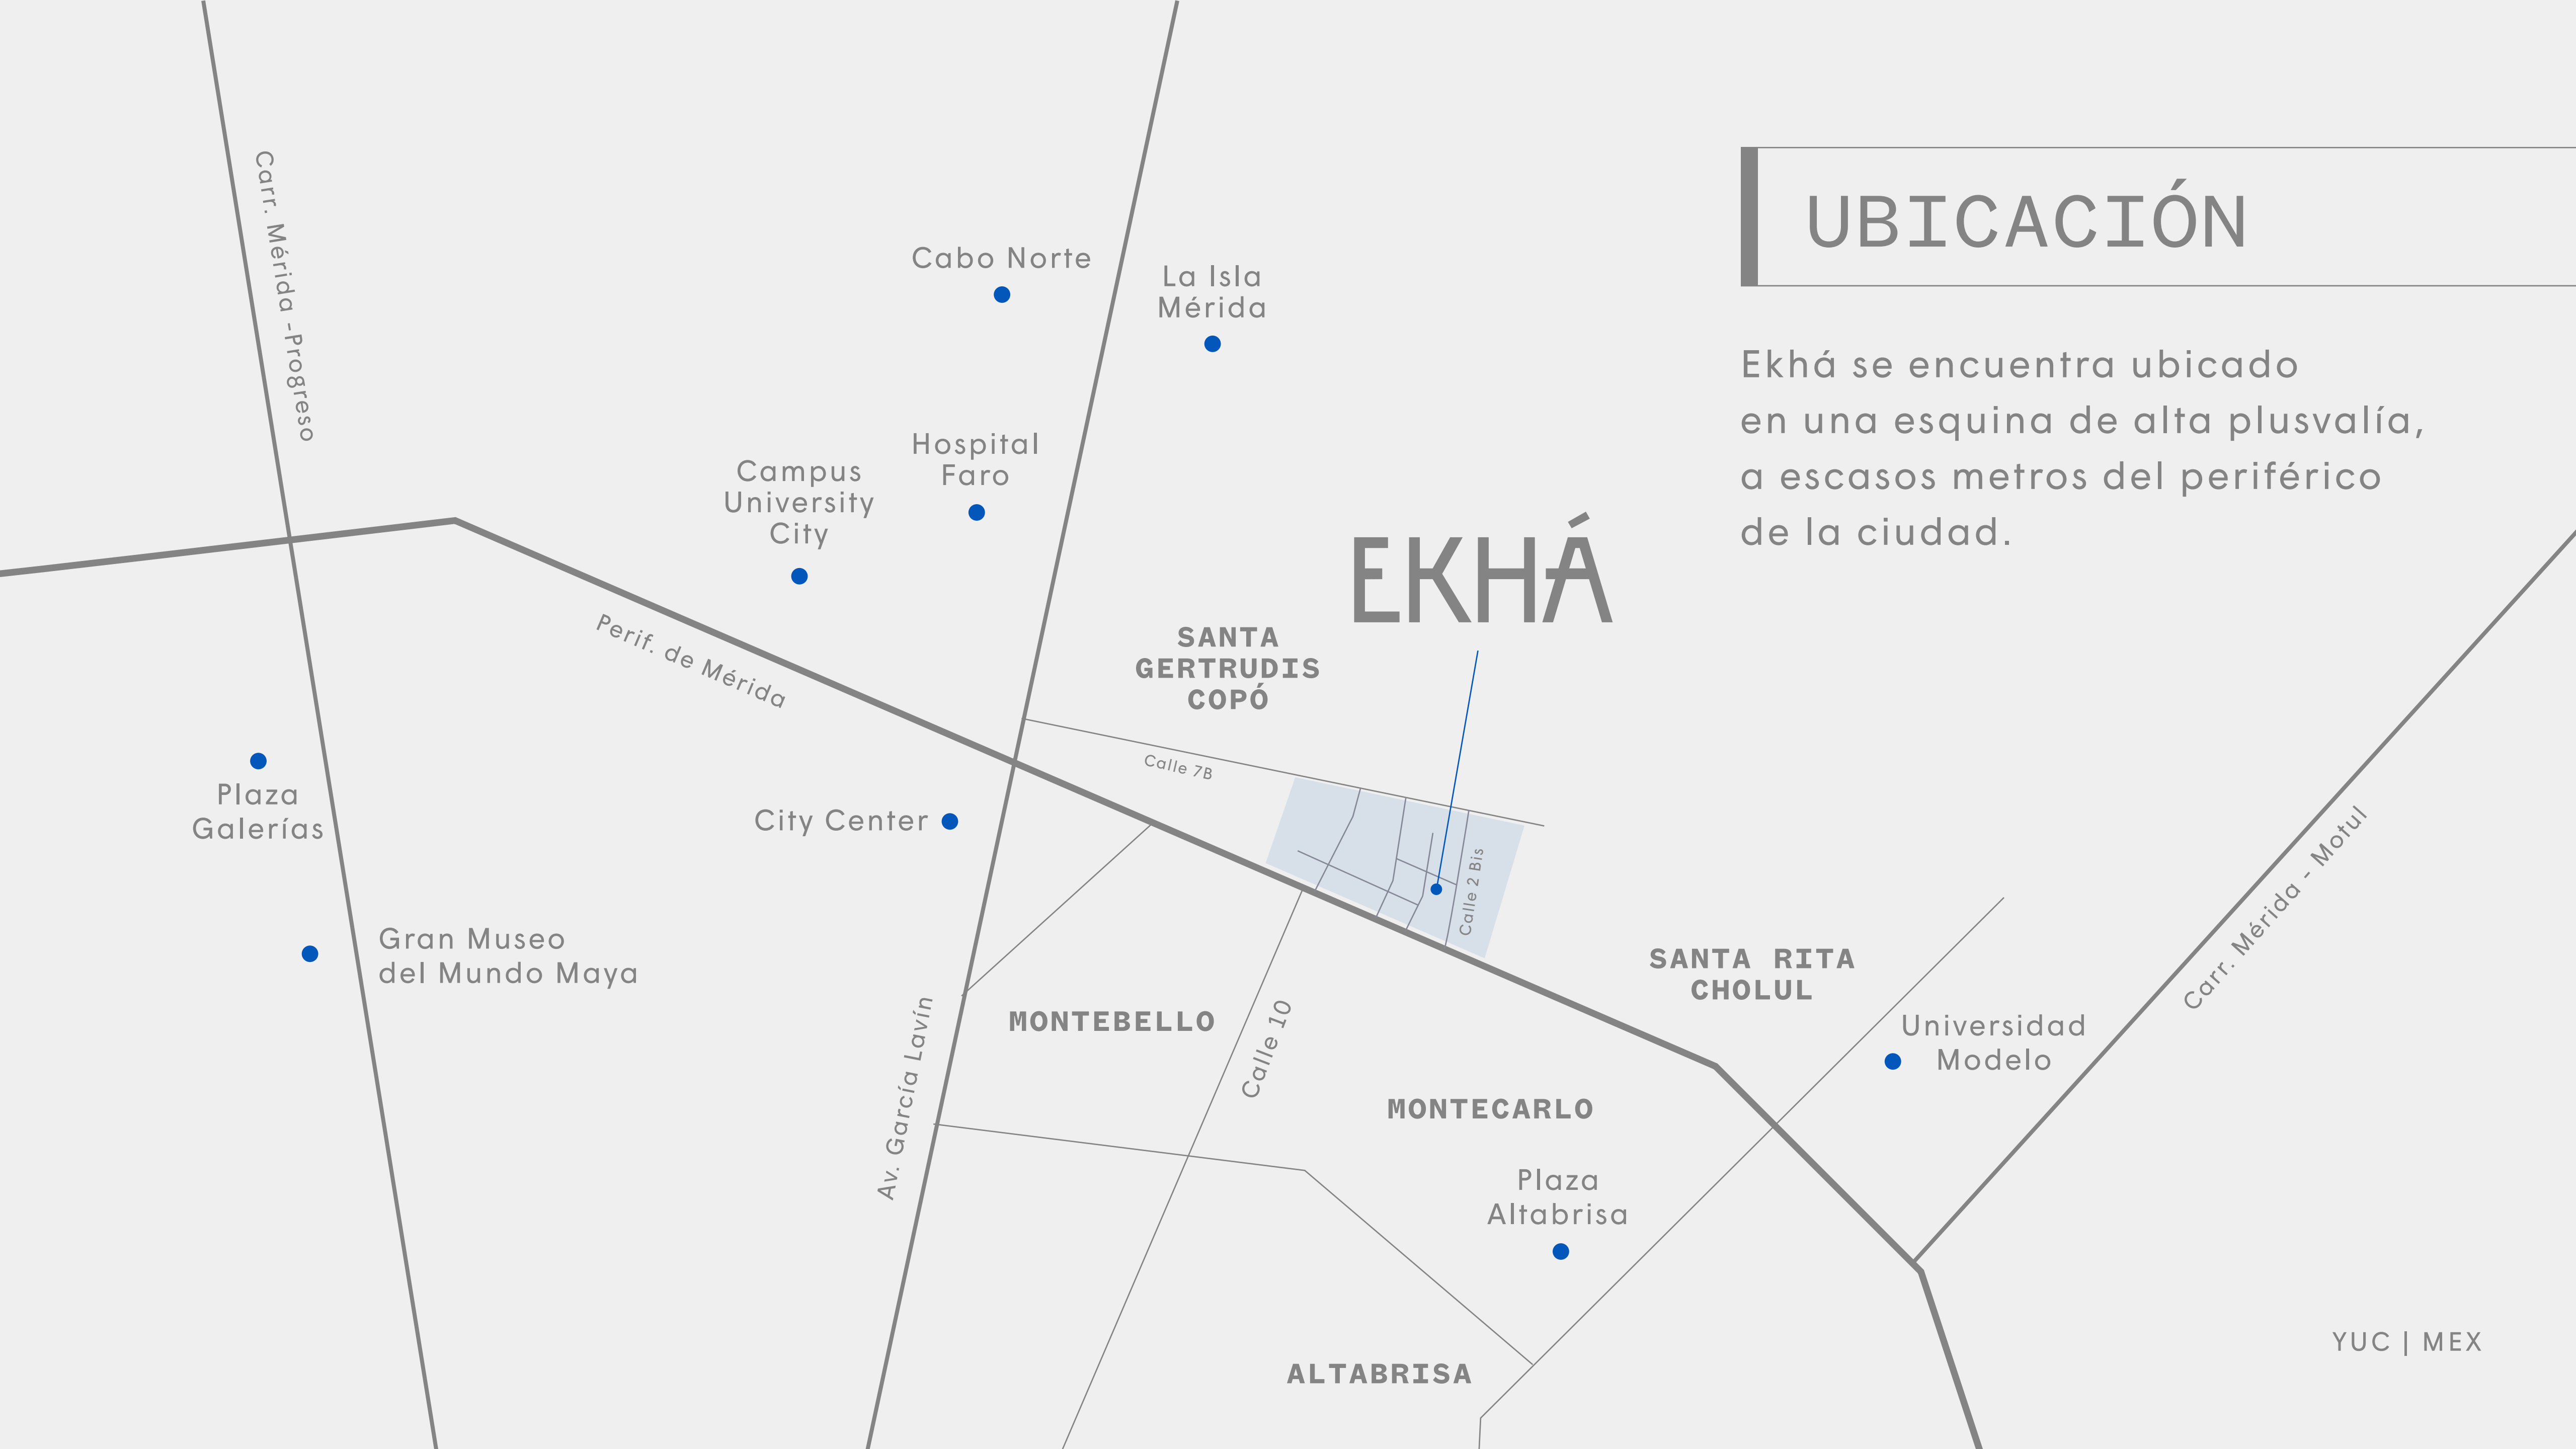 UBICACIÓN
Ekhá se encuentra ubicado
en una esquina de alta plusvalía,
a escasos metros del periférico
de la ciudad.
Carr. Mérida -Progreso
Cabo Norte
La Isla
Mérida
Hospital
Faro
Campus
University
City
EKHÁ
Perif. de Mérida
SANTA
GERTRUDIS
COPÓ
Calle 7B
Plaza
Galerías
City Center
Calle 2 Bis
Carr. Mérida - Motul
Gran Museo
del Mundo Maya
SANTA RITA
CHOLUL
Av. García Lavín
MONTEBELLO
Calle 10
Universidad
Modelo
MONTECARLO
Plaza
Altabrisa
ALTABRISA
YUC | MEX